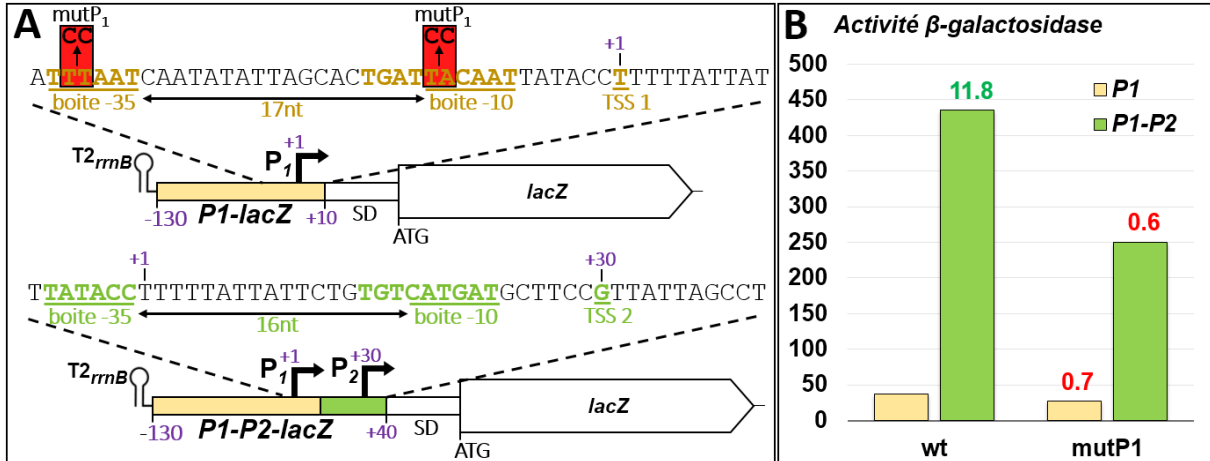 A
mutP1
mutP1
CC
CC
+1
ATTTAATCAATATATTAGCACTGATTACAATTATACCTTTTTATTAT
boite -35
17nt
boite -10
TSS 1
+1
T2rrnB
P1
P1-lacZ
-130
+10
SD
lacZ
ATG
+1
+30
TTATACCTTTTTATTATTCTGTGTCATGATGCTTCCGTTATTAGCCT
boite -35
16nt
boite -10
TSS 2
T2rrnB
P1
+1
P2
+30
P1-P2-lacZ
-130
+40
SD
lacZ
ATG
B
Activité β-galactosidase
500
450
400
350
300
250
200
150
100
50
0
11.8
P1
P1-P2
0.7
0.6
wt
mutP1